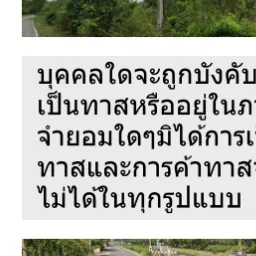 บุคคลใดจะถูกบังคับ
เป็นทาสหรืออยู่ในภ
จำยอมใดๆมิได้การเ
ทาสและการค้าทาส
ไม่ได้ในทุกรูปแบบ